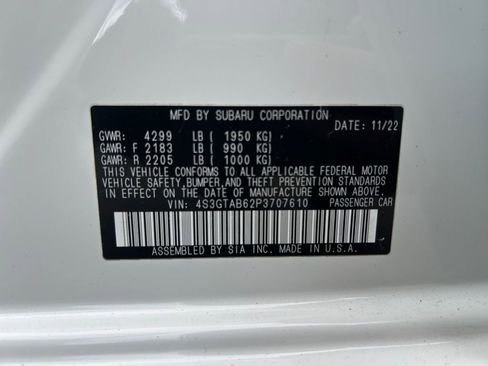 MFD BY SUBARU CORPORATION
DATE: 11/22
GVWR: 4299 LB ( 1950 KG)
GAWR: F 2183 LB ( 990 KG)
GAWR: R 2205 LB ( 1000 KG)
THIS VEHICLE CONFORMS TO ALL APPLICABLE FEDERAL MOTOR
VEHICLE SAFETY, BUMPER, AND THEFT PREVENTION
STANDARDS IN EFFECT ON THE DATE OF MANUFACTURE SHOWN ABOVE.
VIN: 4S3GTAB62P3707610 PASSENGER CAR
ASSEMBLED BY SIA INC. MADE IN U.S.A.